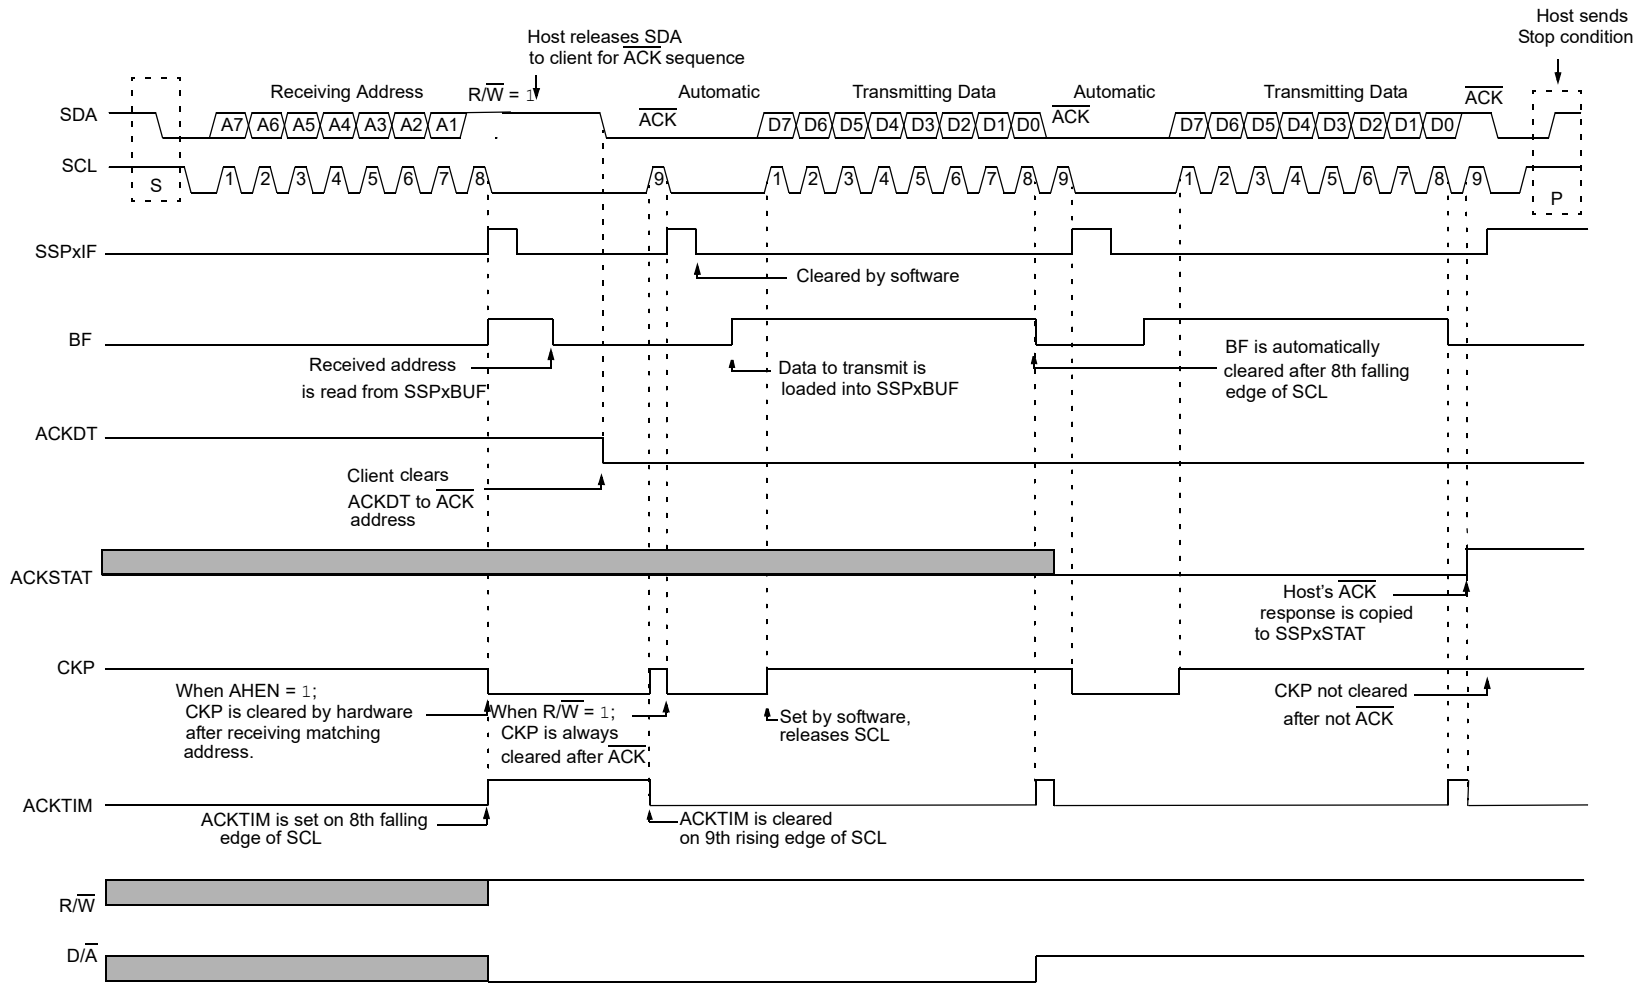 Host sends
Stop condition
Host releases SDA
to client for A̅C̅K̅ sequence
Receiving Address
R/W̅ = 1
Automatic
Transmitting Data
Automatic
Transmitting Data
A̅C̅K̅
SDA
A7 A6 A5 A4 A3 A2 A1
A̅C̅K̅
D7 D6 D5 D4 D3 D2 D1 D0
A̅C̅K̅
D7 D6 D5 D4 D3 D2 D1 D0
SCL
S
1 2 3 4 5 6 7 8 9
1 2 3 4 5 6 7 8 9
1 2 3 4 5 6 7 8 9
P
SSPxIF
Cleared by software
BF
Received address
is read from SSPxBUF
Data to transmit is
loaded into SSPxBUF
BF is automatically
cleared after 8th falling
edge of SCL
ACKDT
Client clears
ACKDT to A̅C̅K̅
address
ACKSTAT
Host's A̅C̅K̅
response is copied
to SSPxSTAT
CKP
When AHEN = 1;
CKP is cleared by hardware
after receiving matching
address.
When R/W̅ = 1;
CKP is always
cleared after A̅C̅K̅
Set by software,
releases SCL
CKP not cleared
after not A̅C̅K̅
ACKTIM
ACKTIM is set on 8th falling
edge of SCL
ACKTIM is cleared
on 9th rising edge of SCL
R/W̅
D/A̅